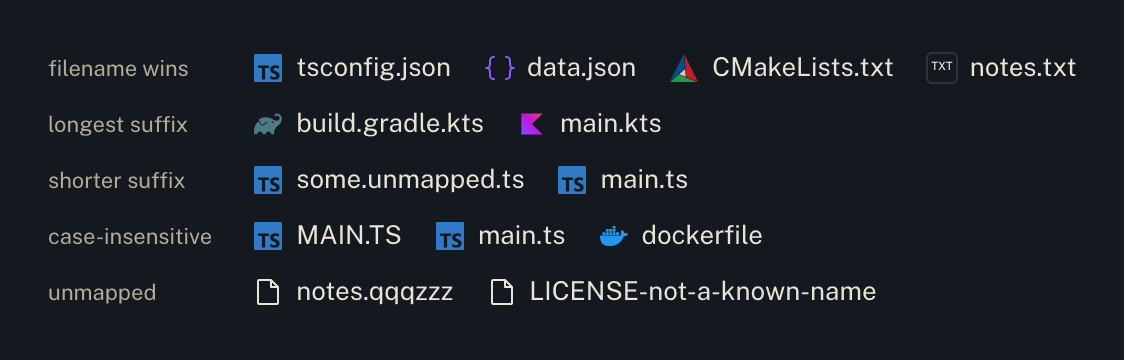 filename wins TS tsconfig.json { } data.json CMakeLists.txt TXT notes.txt
longest suffix build.gradle.kts main.kts
shorter suffix TS some.unmapped.ts TS main.ts
case-insensitive TS MAIN.TS TS main.ts dockerfile
unmapped notes.qqqzzz LICENSE-not-a-known-name